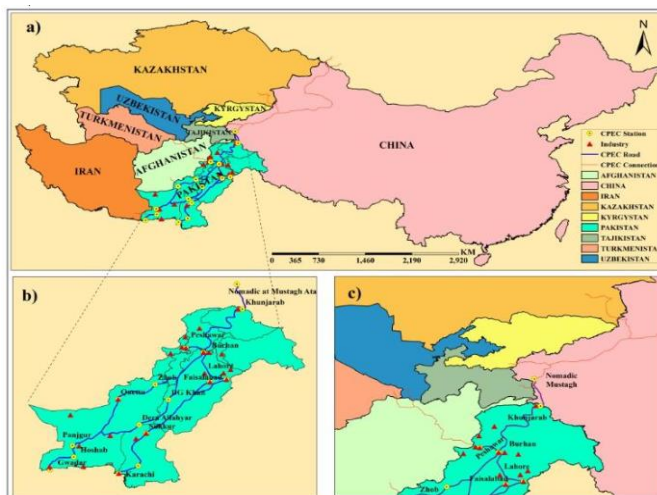 a)
N
KAZAKHSTAN
UZBEKISTAN
KYRGYSTAN
TURKMENISTAN
TAJIKISTAN
CHINA
AFGHANISTAN
IRAN
PAKISTAN
CPEC Station
Industry
CPEC Road
CPEC Connection
AFGHANISTAN
CHINA
IRAN
KAZAKHSTAN
KYRGYSTAN
PAKISTAN
TAJIKISTAN
TURKMENISTAN
UZBEKISTAN
KM
0 365 730 1,460 2,190 2,920
b)
Nomadic at Mustagh Ata
Khunjarab
Peshawar
Burhan
Lahore
Faisalabad
Zhob
Quetta
DG Khan
Dera Allahyar
Panjgur
Hoshab
Gwadar
Karachi
c)
Nomadic
Mustagh
Khunjarab
Peshawar
Burhan
Lahore
Faisalabad
Zhob